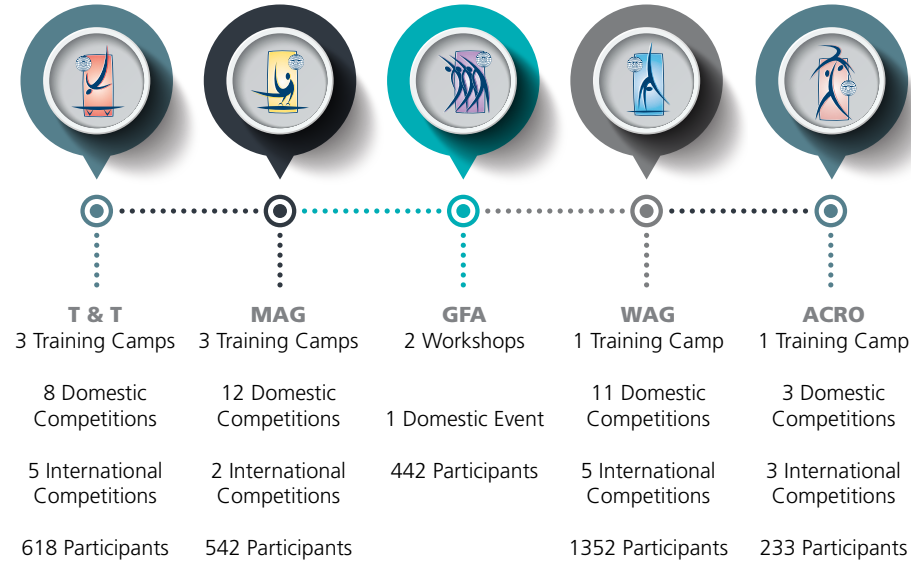 T & T
3 Training Camps
8 Domestic
Competitions
5 International
Competitions
618 Participants
MAG
3 Training Camps
12 Domestic
Competitions
2 International
Competitions
542 Participants
GFA
2 Workshops
1 Domestic Event
442 Participants
WAG
1 Training Camp
11 Domestic
Competitions
5 International
Competitions
1352 Participants
ACRO
1 Training Camp
3 Domestic
Competitions
3 International
Competitions
233 Participants